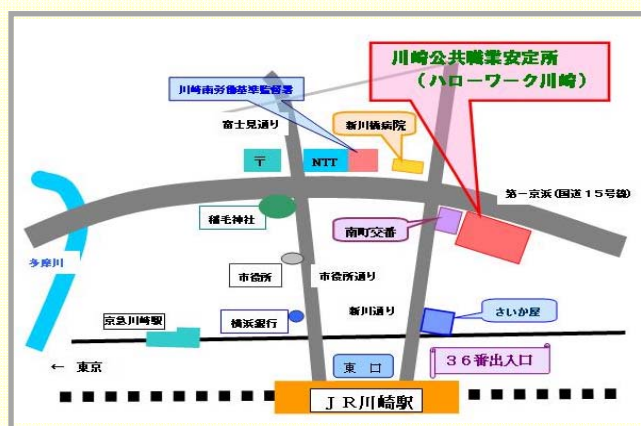 川崎公共職業安定所
(ハローワーク川崎)
川崎南労働基準監督署
富士見通り
新川橋病院
〒
NTT
第一京浜(国道15号線)
稲毛神社
南町交番
多摩川
市役所
市役所通り
京急川崎駅
横浜銀行
新川通り
さいか屋
← 東京
東 口
36番出入口
JR川崎駅